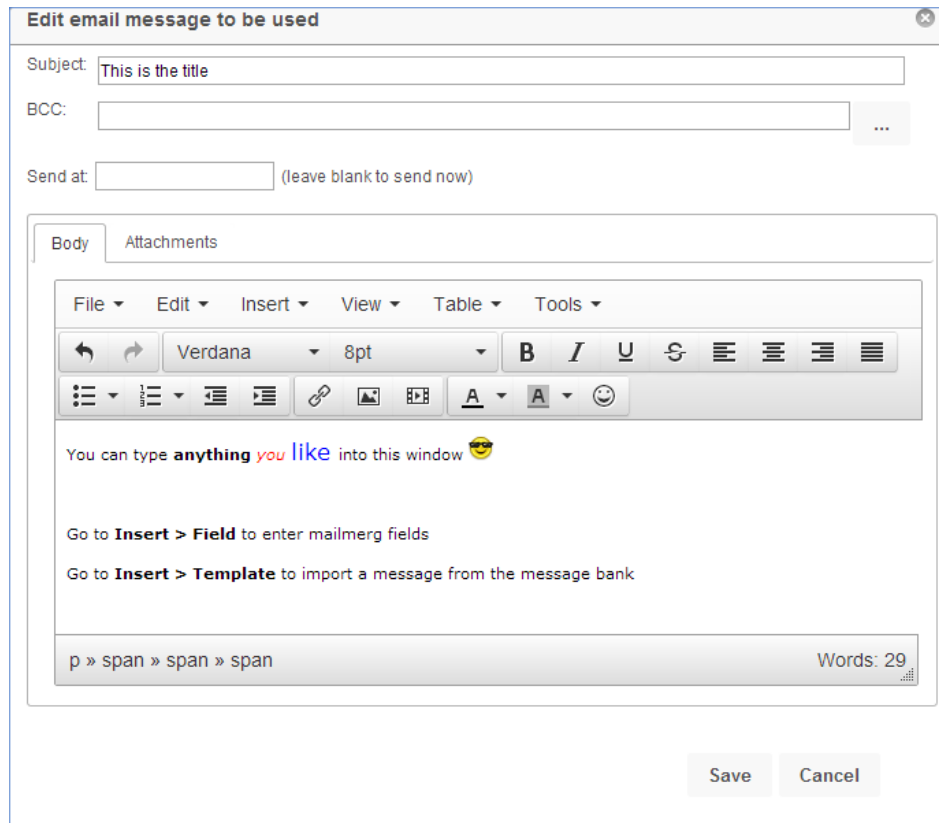 Edit email message to be used
Subject: This is the title
BCC:
...
Send at: (leave blank to send now)
Body Attachments
File Edit Insert View Table Tools
Verdana 8pt B I U S
A A
You can type anything you like into this window
Go to Insert > Field to enter mailmerg fields
Go to Insert > Template to import a message from the message bank
p » span » span » span Words: 29
Save Cancel